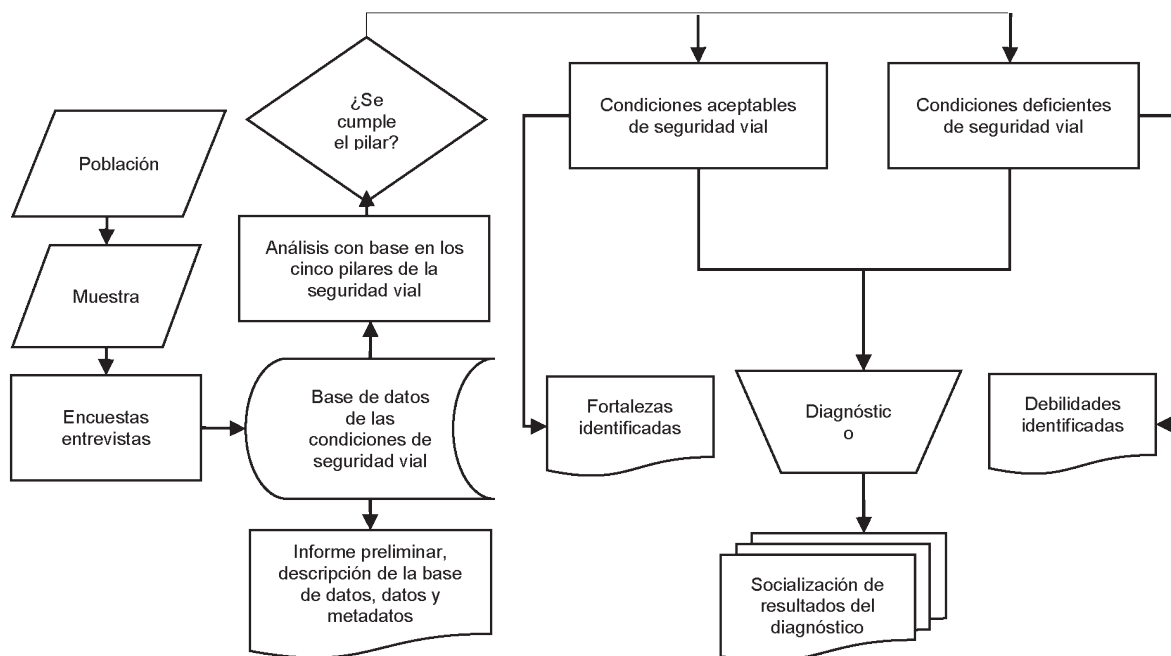 Población
Muestra
Encuestas
entrevistas
¿Se
cumple
el pilar?
Análisis con base en los
cinco pilares de la
seguridad vial
Base de datos
de las
condiciones de
seguridad vial
Informe preliminar,
descripción de la base
de datos, datos y
metadatos
Condiciones aceptables
de seguridad vial
Condiciones deficientes
de seguridad vial
Fortalezas
identificadas
Diagnóstic
o
Debilidades
identificadas
Socialización de
resultados del
diagnóstico